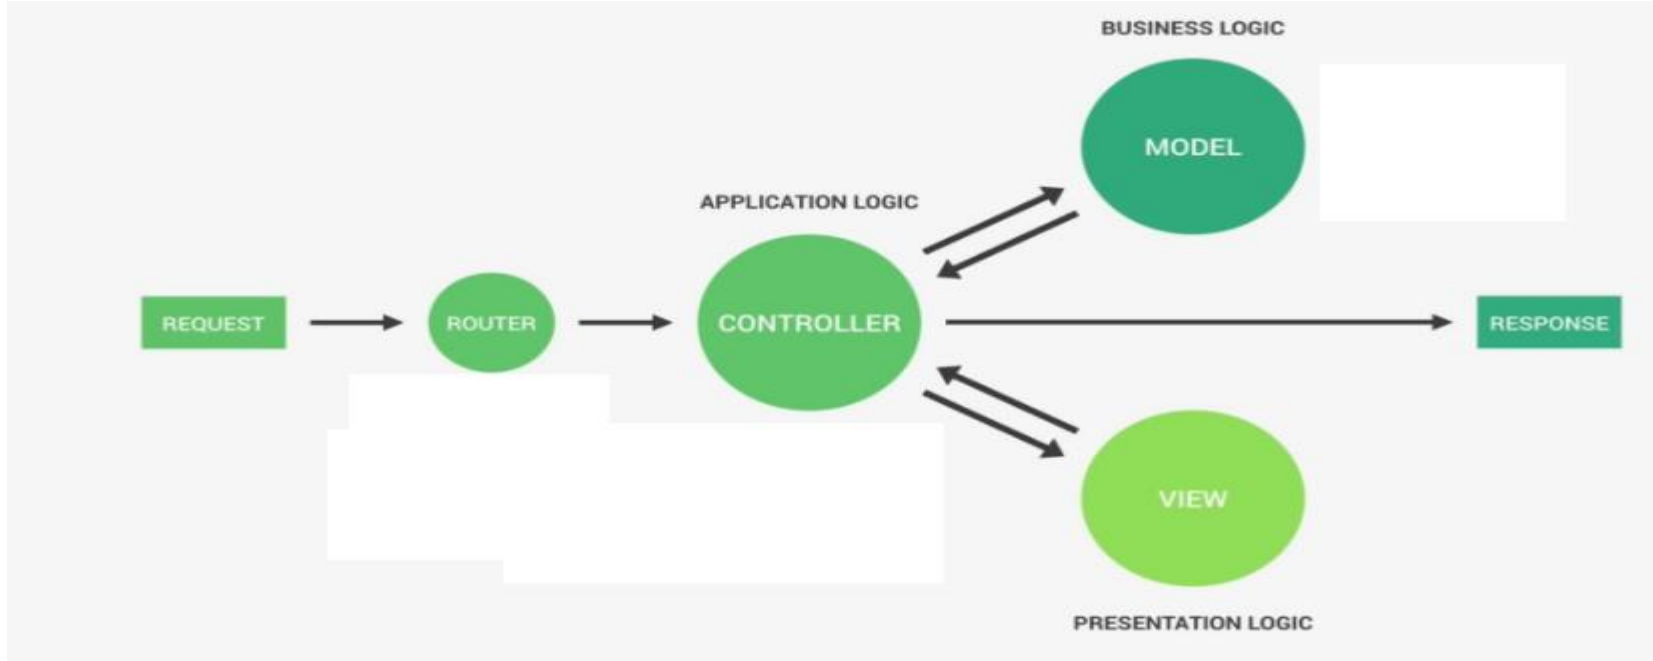 BUSINESS LOGIC
MODEL
APPLICATION LOGIC
REQUEST
ROUTER
CONTROLLER
RESPONSE
VIEW
PRESENTATION LOGIC